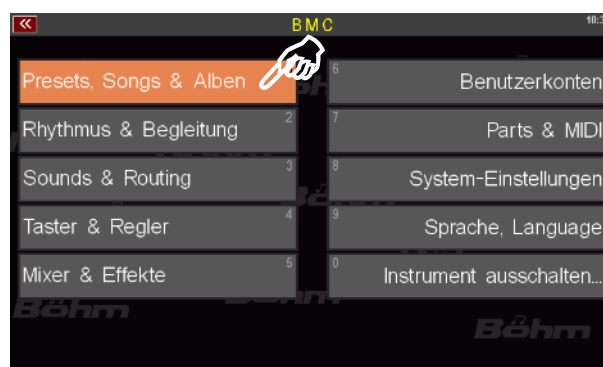 BMC
10:3
Presets, Songs & Alben
6 Benutzerkonten
Rhythmus & Begleitung 2
7 Parts & MIDI
Sounds & Routing 3
8 System-Einstellungen
Taster & Regler 4
9 Sprache, Language
Mixer & Effekte 5
0 Instrument ausschalten...
Böhm
Böhm